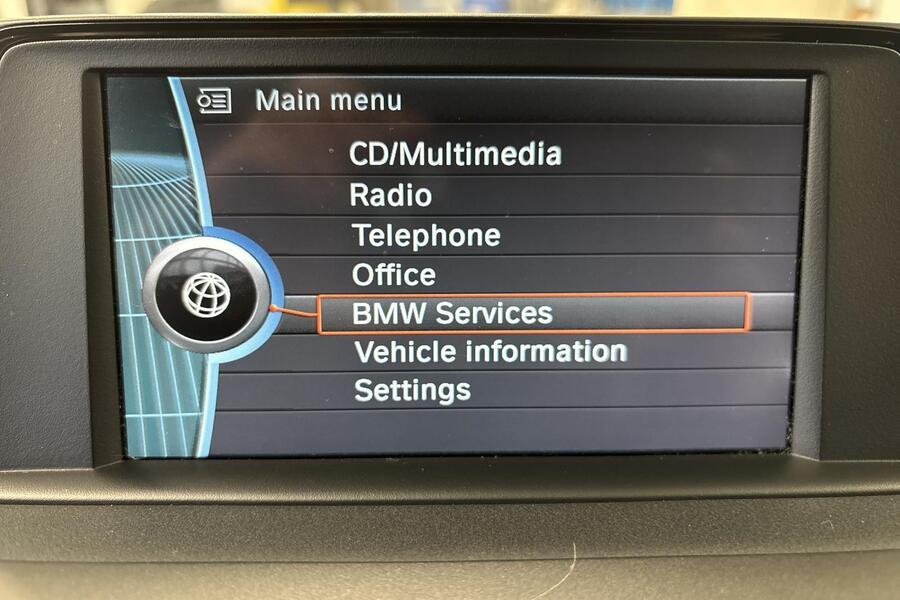 Main menu
CD/Multimedia
Radio
Telephone
Office
BMW Services
Vehicle information
Settings